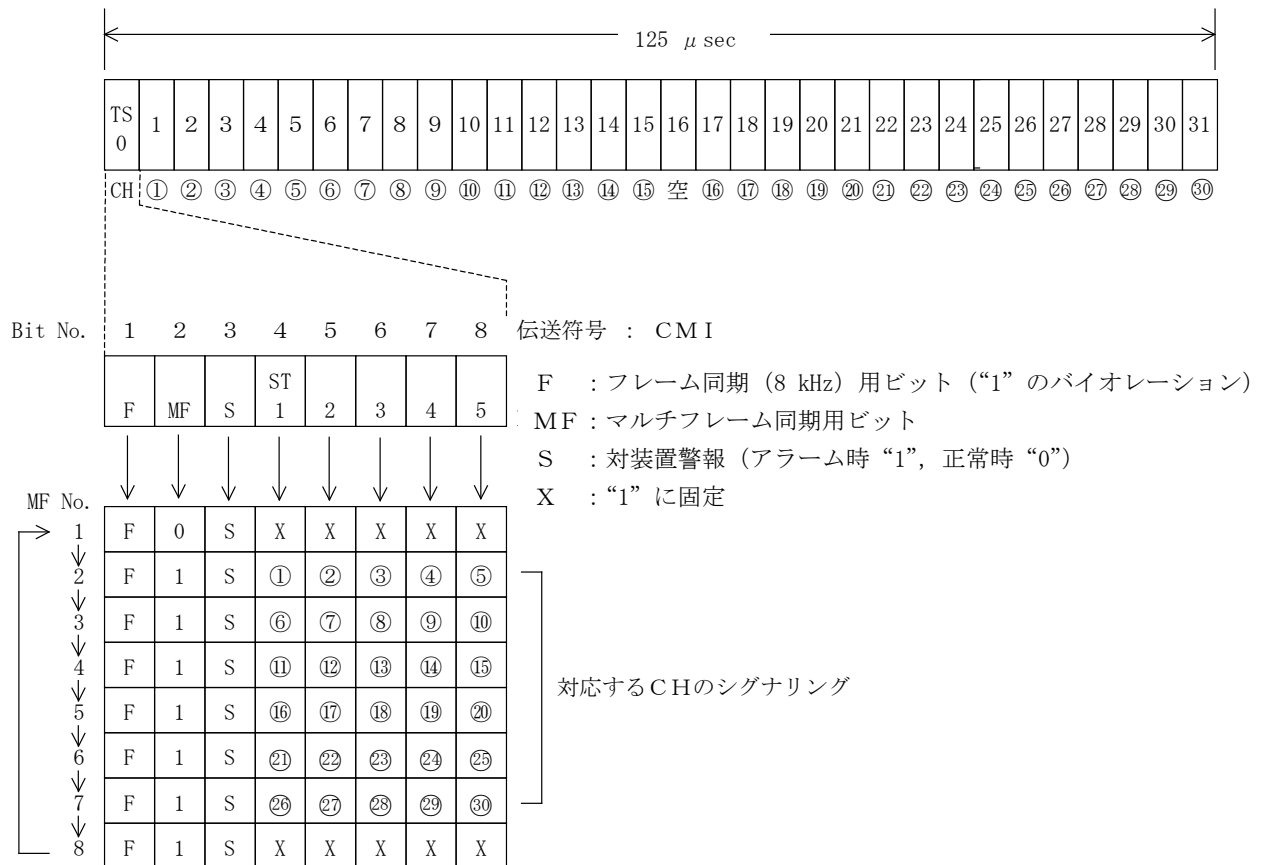 125 μsec
TS 0 1 2 3 4 5 6 7 8 9 10 11 12 13 14 15 16 17 18 19 20 21 22 23 24 25 26 27 28 29 30 31
CH ① ② ③ ④ ⑤ ⑥ ⑦ ⑧ ⑨ ⑩ ⑪ ⑫ ⑬ ⑭ ⑮ 空 ⑯ ⑰ ⑱ ⑲ ⑳ ㉑ ㉒ ㉓ ㉔ ㉕ ㉖ ㉗ ㉘ ㉙ ㉚
Bit No. 1 2 3 4 5 6 7 8
伝送符号 : CMI
F MF S ST 1 2 3 4 5
F :フレーム同期(8 kHz)用ビット(“1”のバイオレーション)
MF:マルチフレーム同期用ビット
S :対装置警報(アラーム時“1”,正常時“0”)
X :“1”に固定
MF No.
1 F 0 S X X X X X
2 F 1 S ① ② ③ ④ ⑤
3 F 1 S ⑥ ⑦ ⑧ ⑨ ⑩
4 F 1 S ⑪ ⑫ ⑬ ⑭ ⑮
5 F 1 S ⑯ ⑰ ⑱ ⑲ ⑳
6 F 1 S ㉑ ㉒ ㉓ ㉔ ㉕
7 F 1 S ㉖ ㉗ ㉘ ㉙ ㉚
8 F 1 S X X X X X
対応するCHのシグナリング